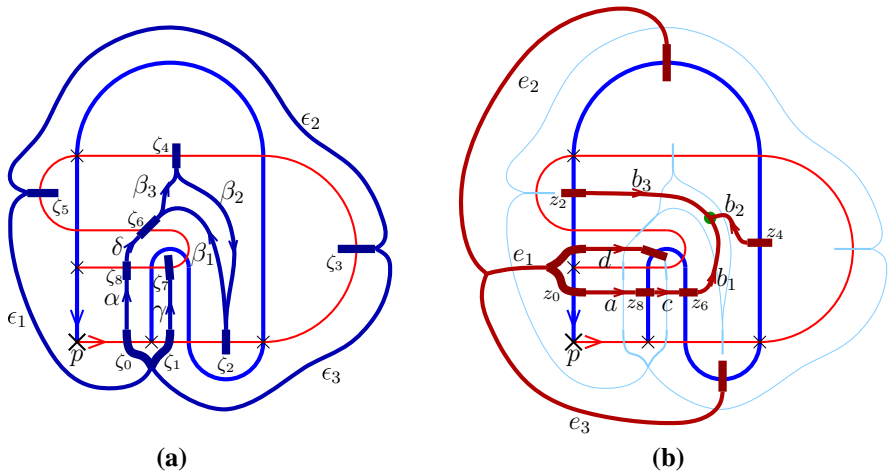 ϵ₂
ζ₄
β₃
β₂
ζ₅
ζ₆
δ
β₁
ζ₃
ζ₈
ζ₇
α
γ
ϵ₁
p
ζ₀
ζ₁
ζ₂
ϵ₃
(a)
e₂
b₃
z₂
b₂
z₄
e₁
d
b₁
z₀
a
z₈
c
z₆
p
e₃
(b)